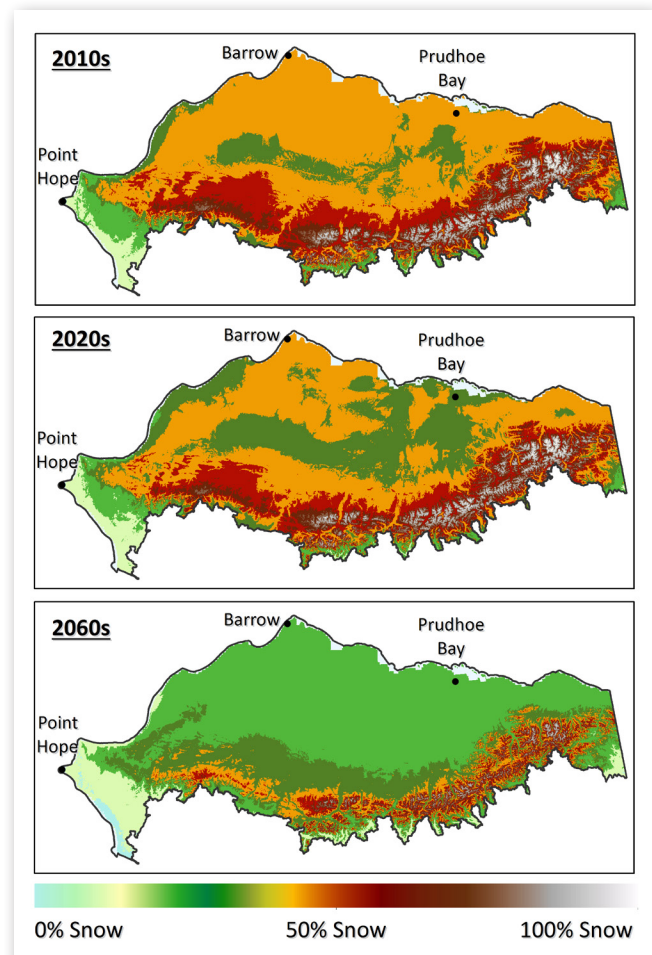 2010s
Barrow
Prudhoe
Bay
Point
Hope
2020s
Barrow
Prudhoe
Bay
Point
Hope
2060s
Barrow
Prudhoe
Bay
Point
Hope
0% Snow
50% Snow
100% Snow